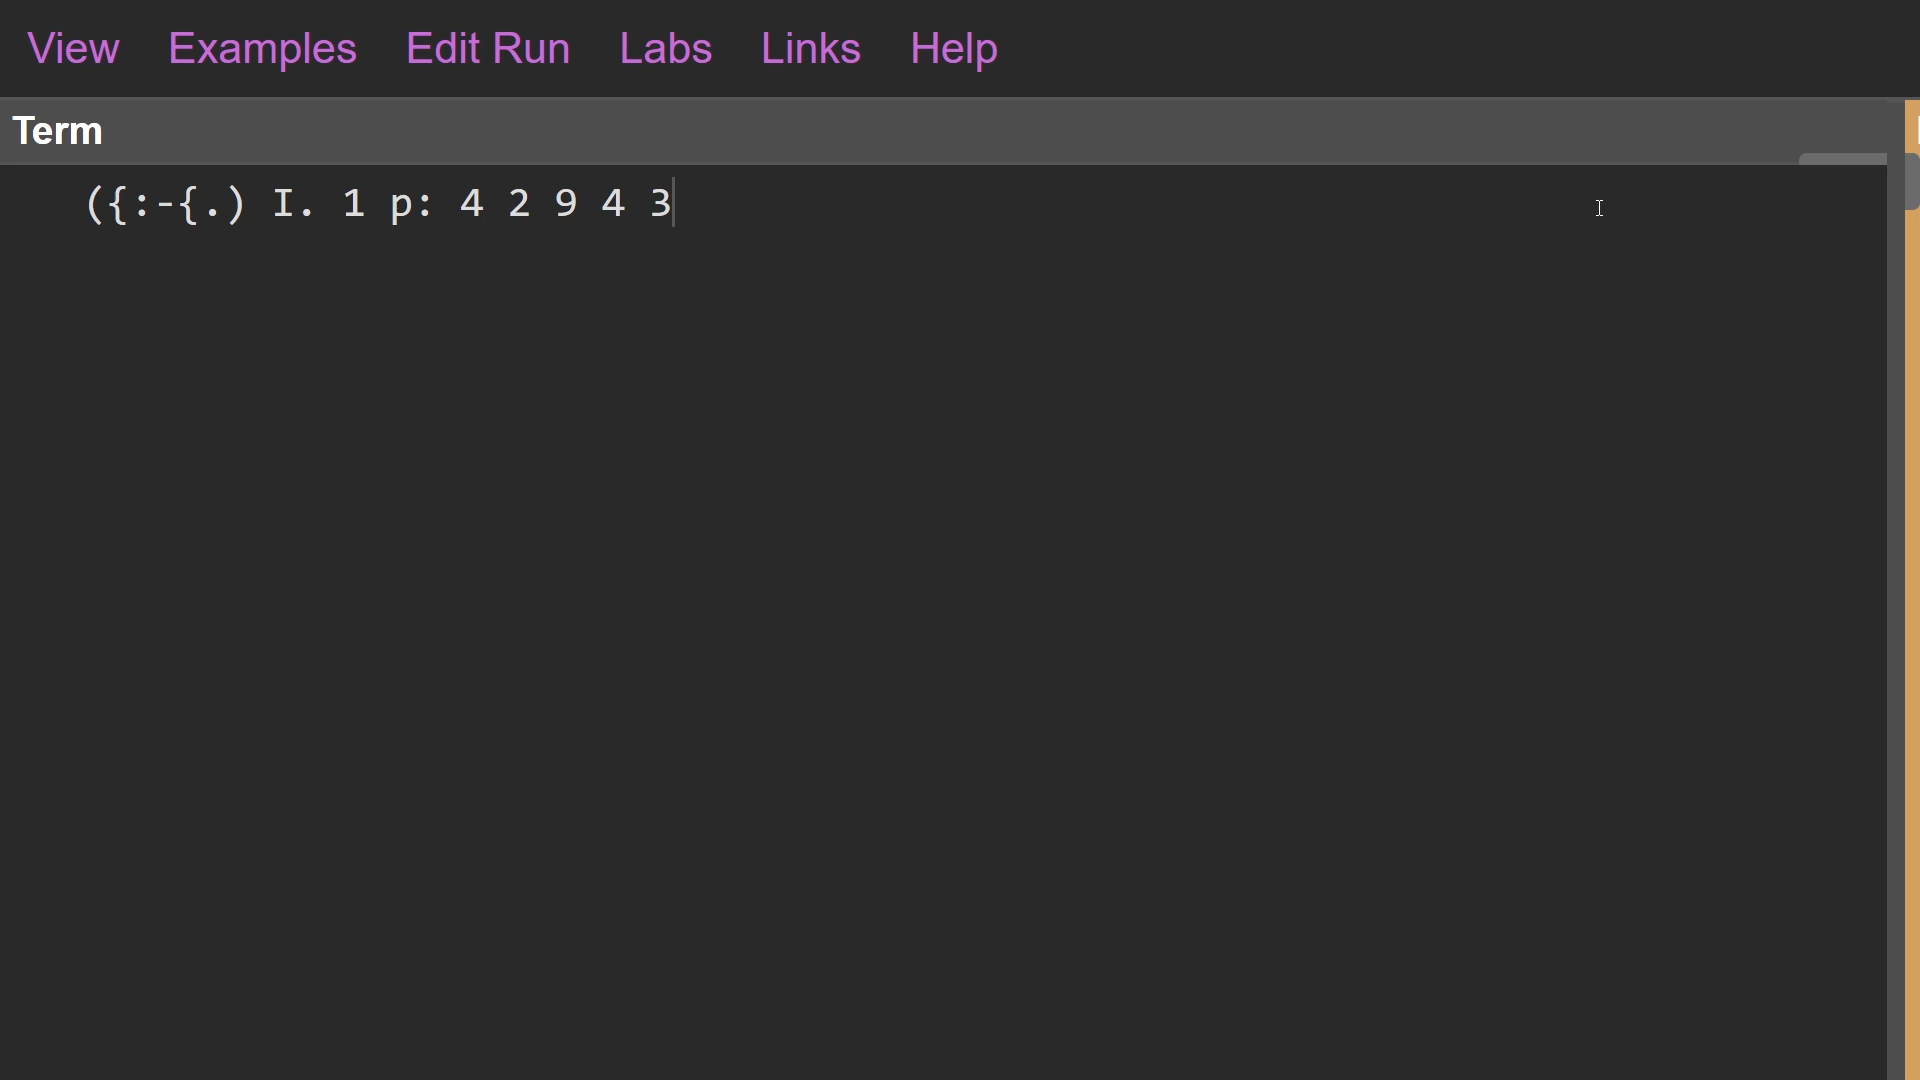 View Examples Edit Run Labs Links Help
Term
({:-{.) I. 1 p: 4 2 9 4 3